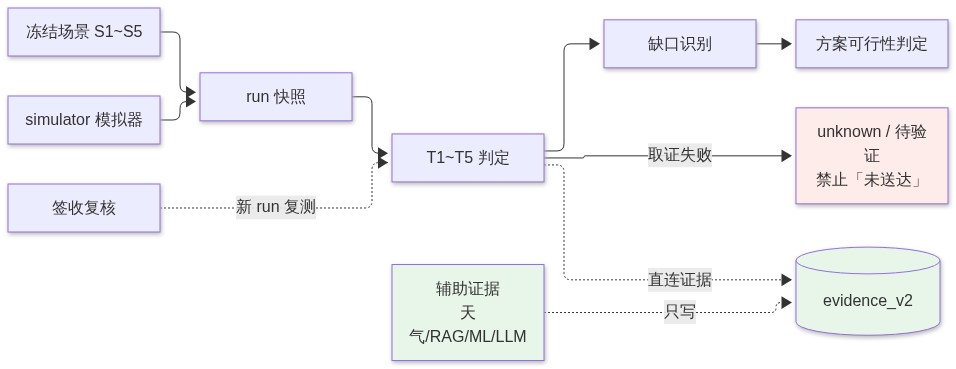 冻结场景 S1~S5
simulator 模拟器
签收复核
run 快照
新 run 复测
T1~T5 判定
缺口识别
方案可行性判定
取证失败
unknown / 待验
证
禁止「未送达」
直连证据
只写
辅助证据
天
气/RAG/ML/LLM
evidence_v2